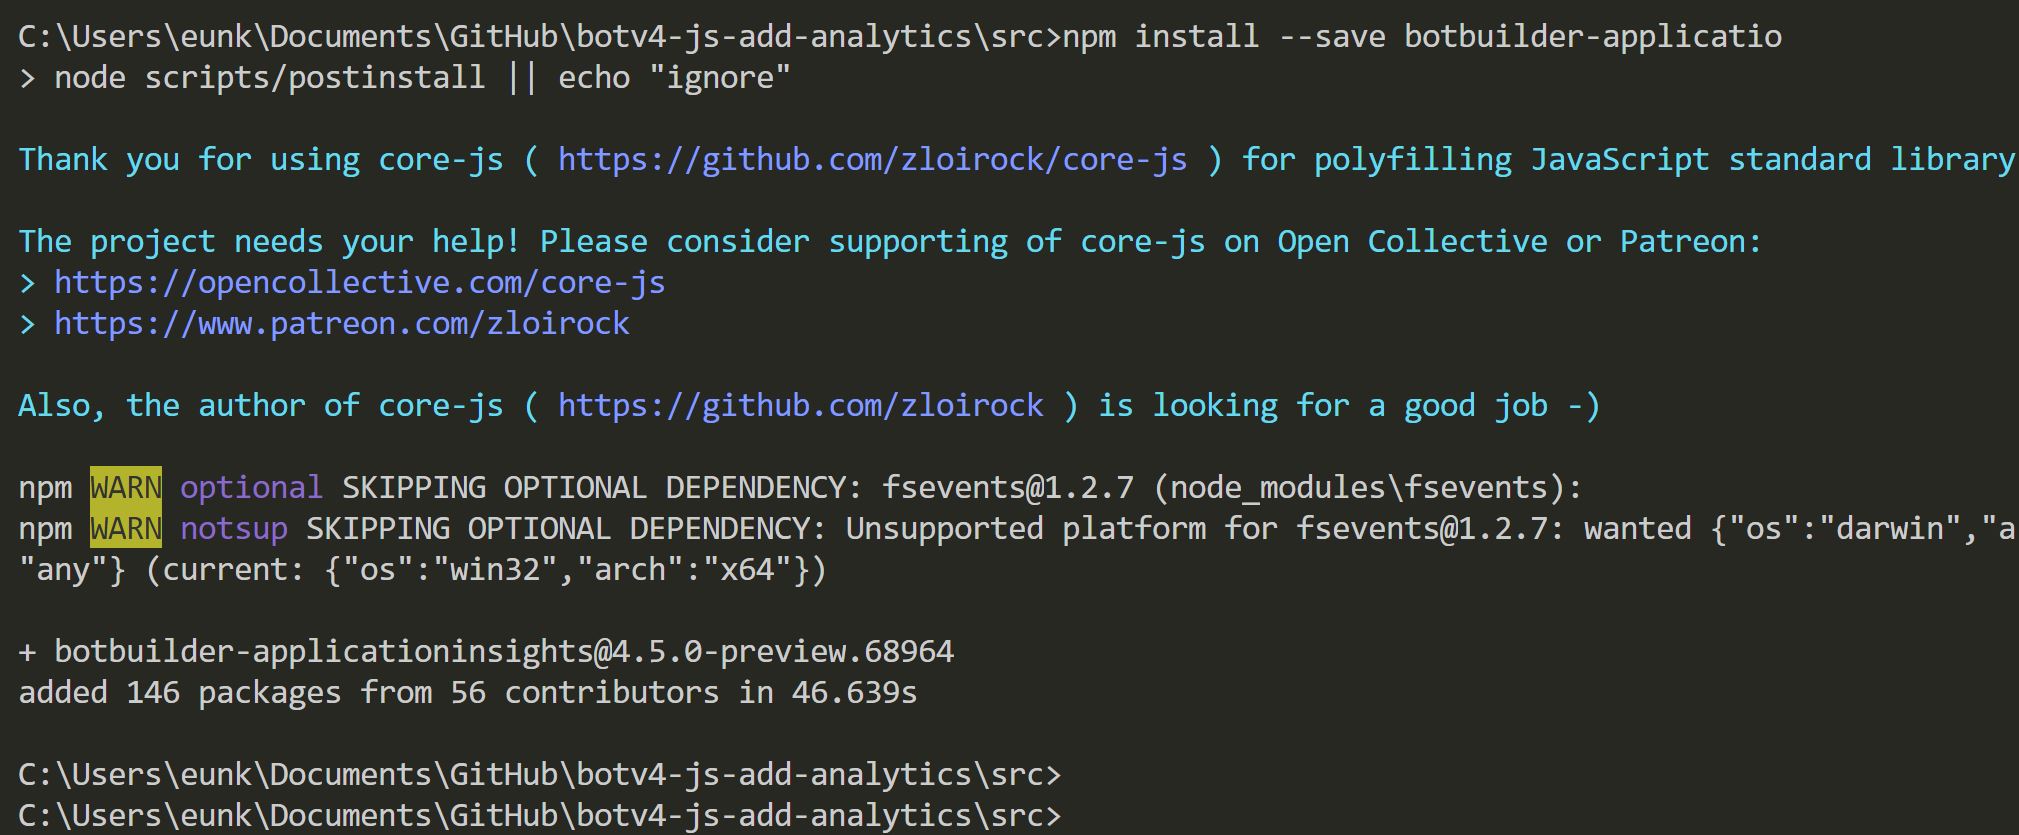 C:\Users\eunk\Documents\GitHub\botv4-js-add-analytics\src>npm install --save botbuilder-applicatio
> node scripts/postinstall || echo "ignore"
Thank you for using core-js ( https://github.com/zloirock/core-js ) for polyfilling JavaScript standard library
The project needs your help! Please consider supporting of core-js on Open Collective or Patreon:
> https://opencollective.com/core-js
> https://www.patreon.com/zloirock
Also, the author of core-js ( https://github.com/zloirock ) is looking for a good job -)
npm WARN optional SKIPPING OPTIONAL DEPENDENCY: fsevents@1.2.7 (node_modules\fsevents):
npm WARN notsup SKIPPING OPTIONAL DEPENDENCY: Unsupported platform for fsevents@1.2.7: wanted {"os":"darwin","a
"any"} (current: {"os":"win32","arch":"x64"})
+ botbuilder-applicationinsights@4.5.0-preview.68964
added 146 packages from 56 contributors in 46.639s
C:\Users\eunk\Documents\GitHub\botv4-js-add-analytics\src>
C:\Users\eunk\Documents\GitHub\botv4-js-add-analytics\src>